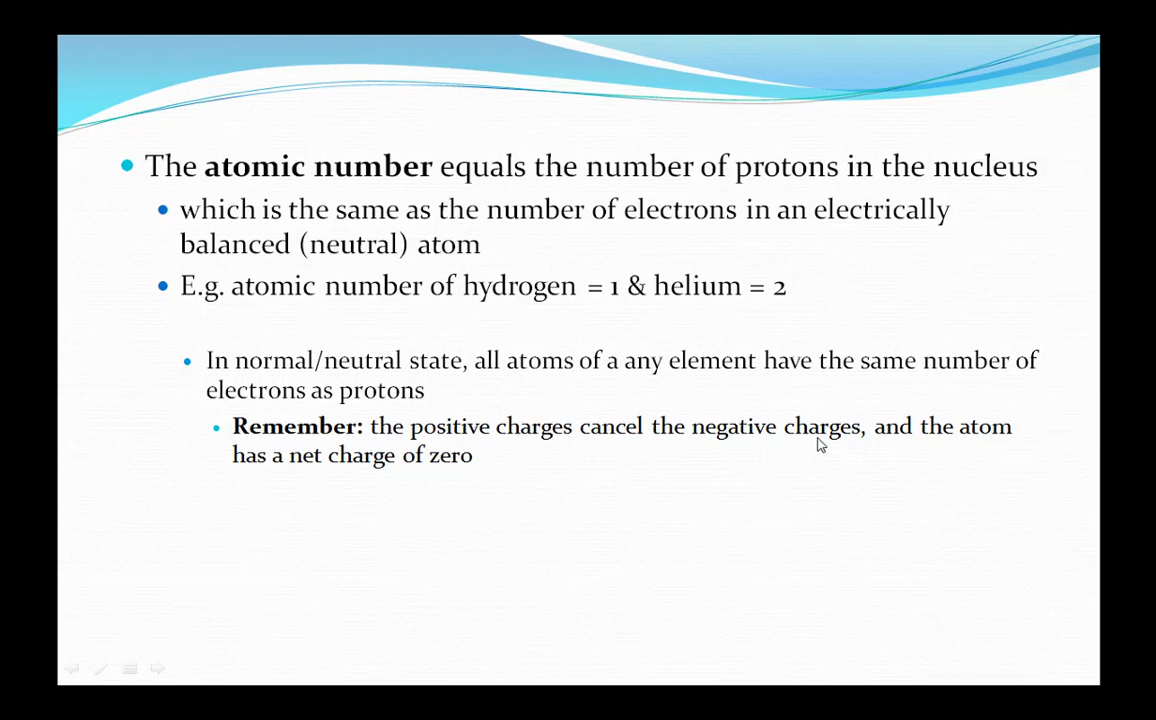 The atomic number equals the number of protons in the nucleus
which is the same as the number of electrons in an electrically
balanced (neutral) atom
E.g. atomic number of hydrogen = 1 & helium = 2
In normal/neutral state, all atoms of a any element have the same number of
electrons as protons
Remember: the positive charges cancel the negative charges, and the atom
has a net charge of zero